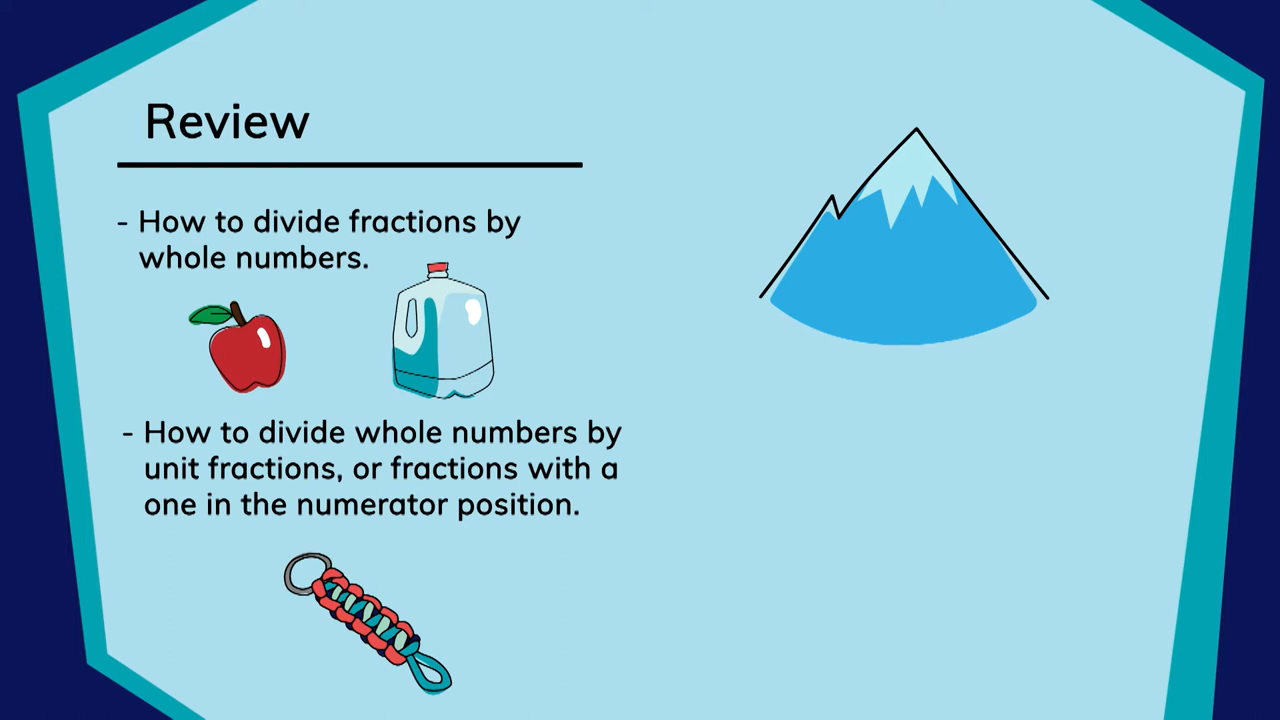 Review
- How to divide fractions by
whole numbers.
- How to divide whole numbers by
unit fractions, or fractions with a
one in the numerator position.